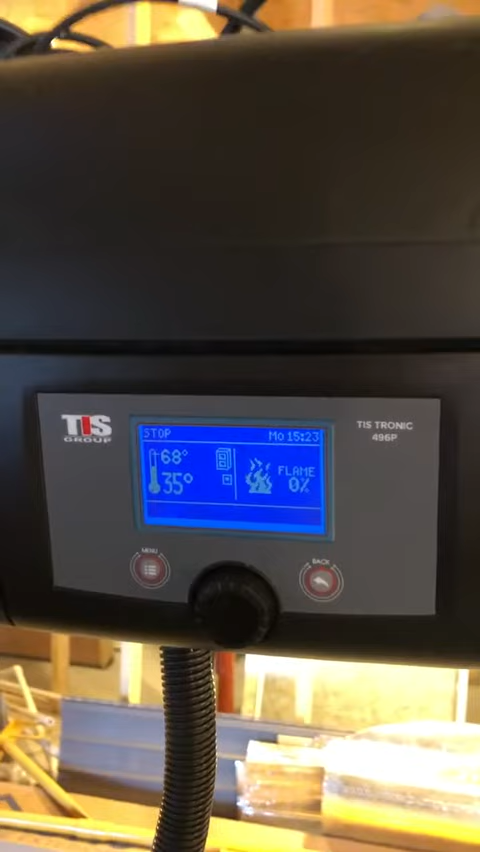 TIS
GROUP
TIS TRONIC
496P
STOP
Mo 15:23
68°
35°
FLAME
0%
MENU
BACK